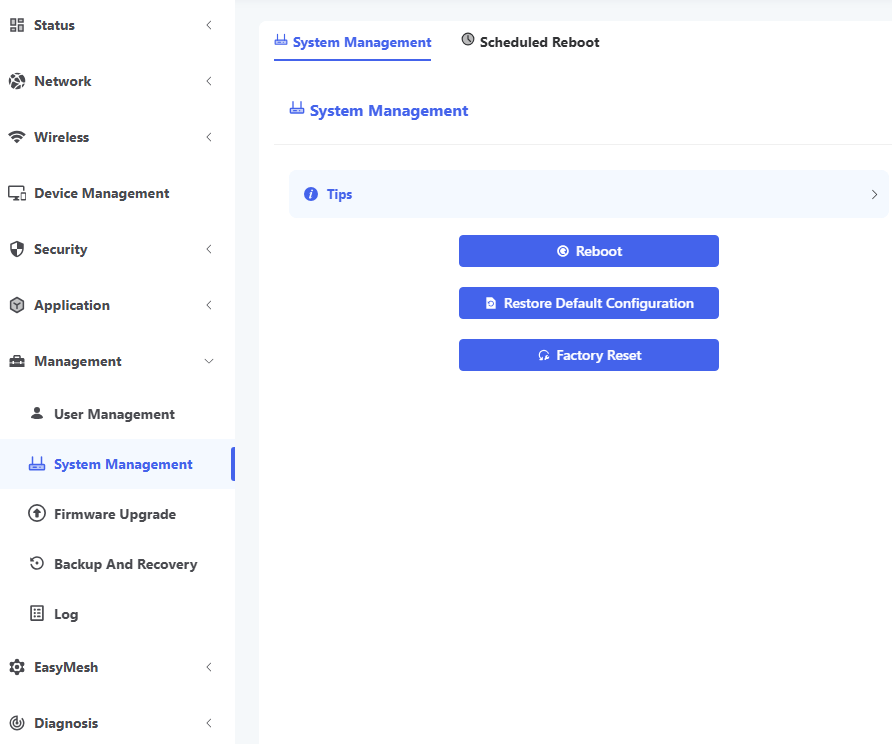 Status
Network
Wireless
Device Management
Security
Application
Management
User Management
System Management
Firmware Upgrade
Backup And Recovery
Log
EasyMesh
Diagnosis
System Management
Scheduled Reboot
System Management
Tips
Reboot
Restore Default Configuration
Factory Reset